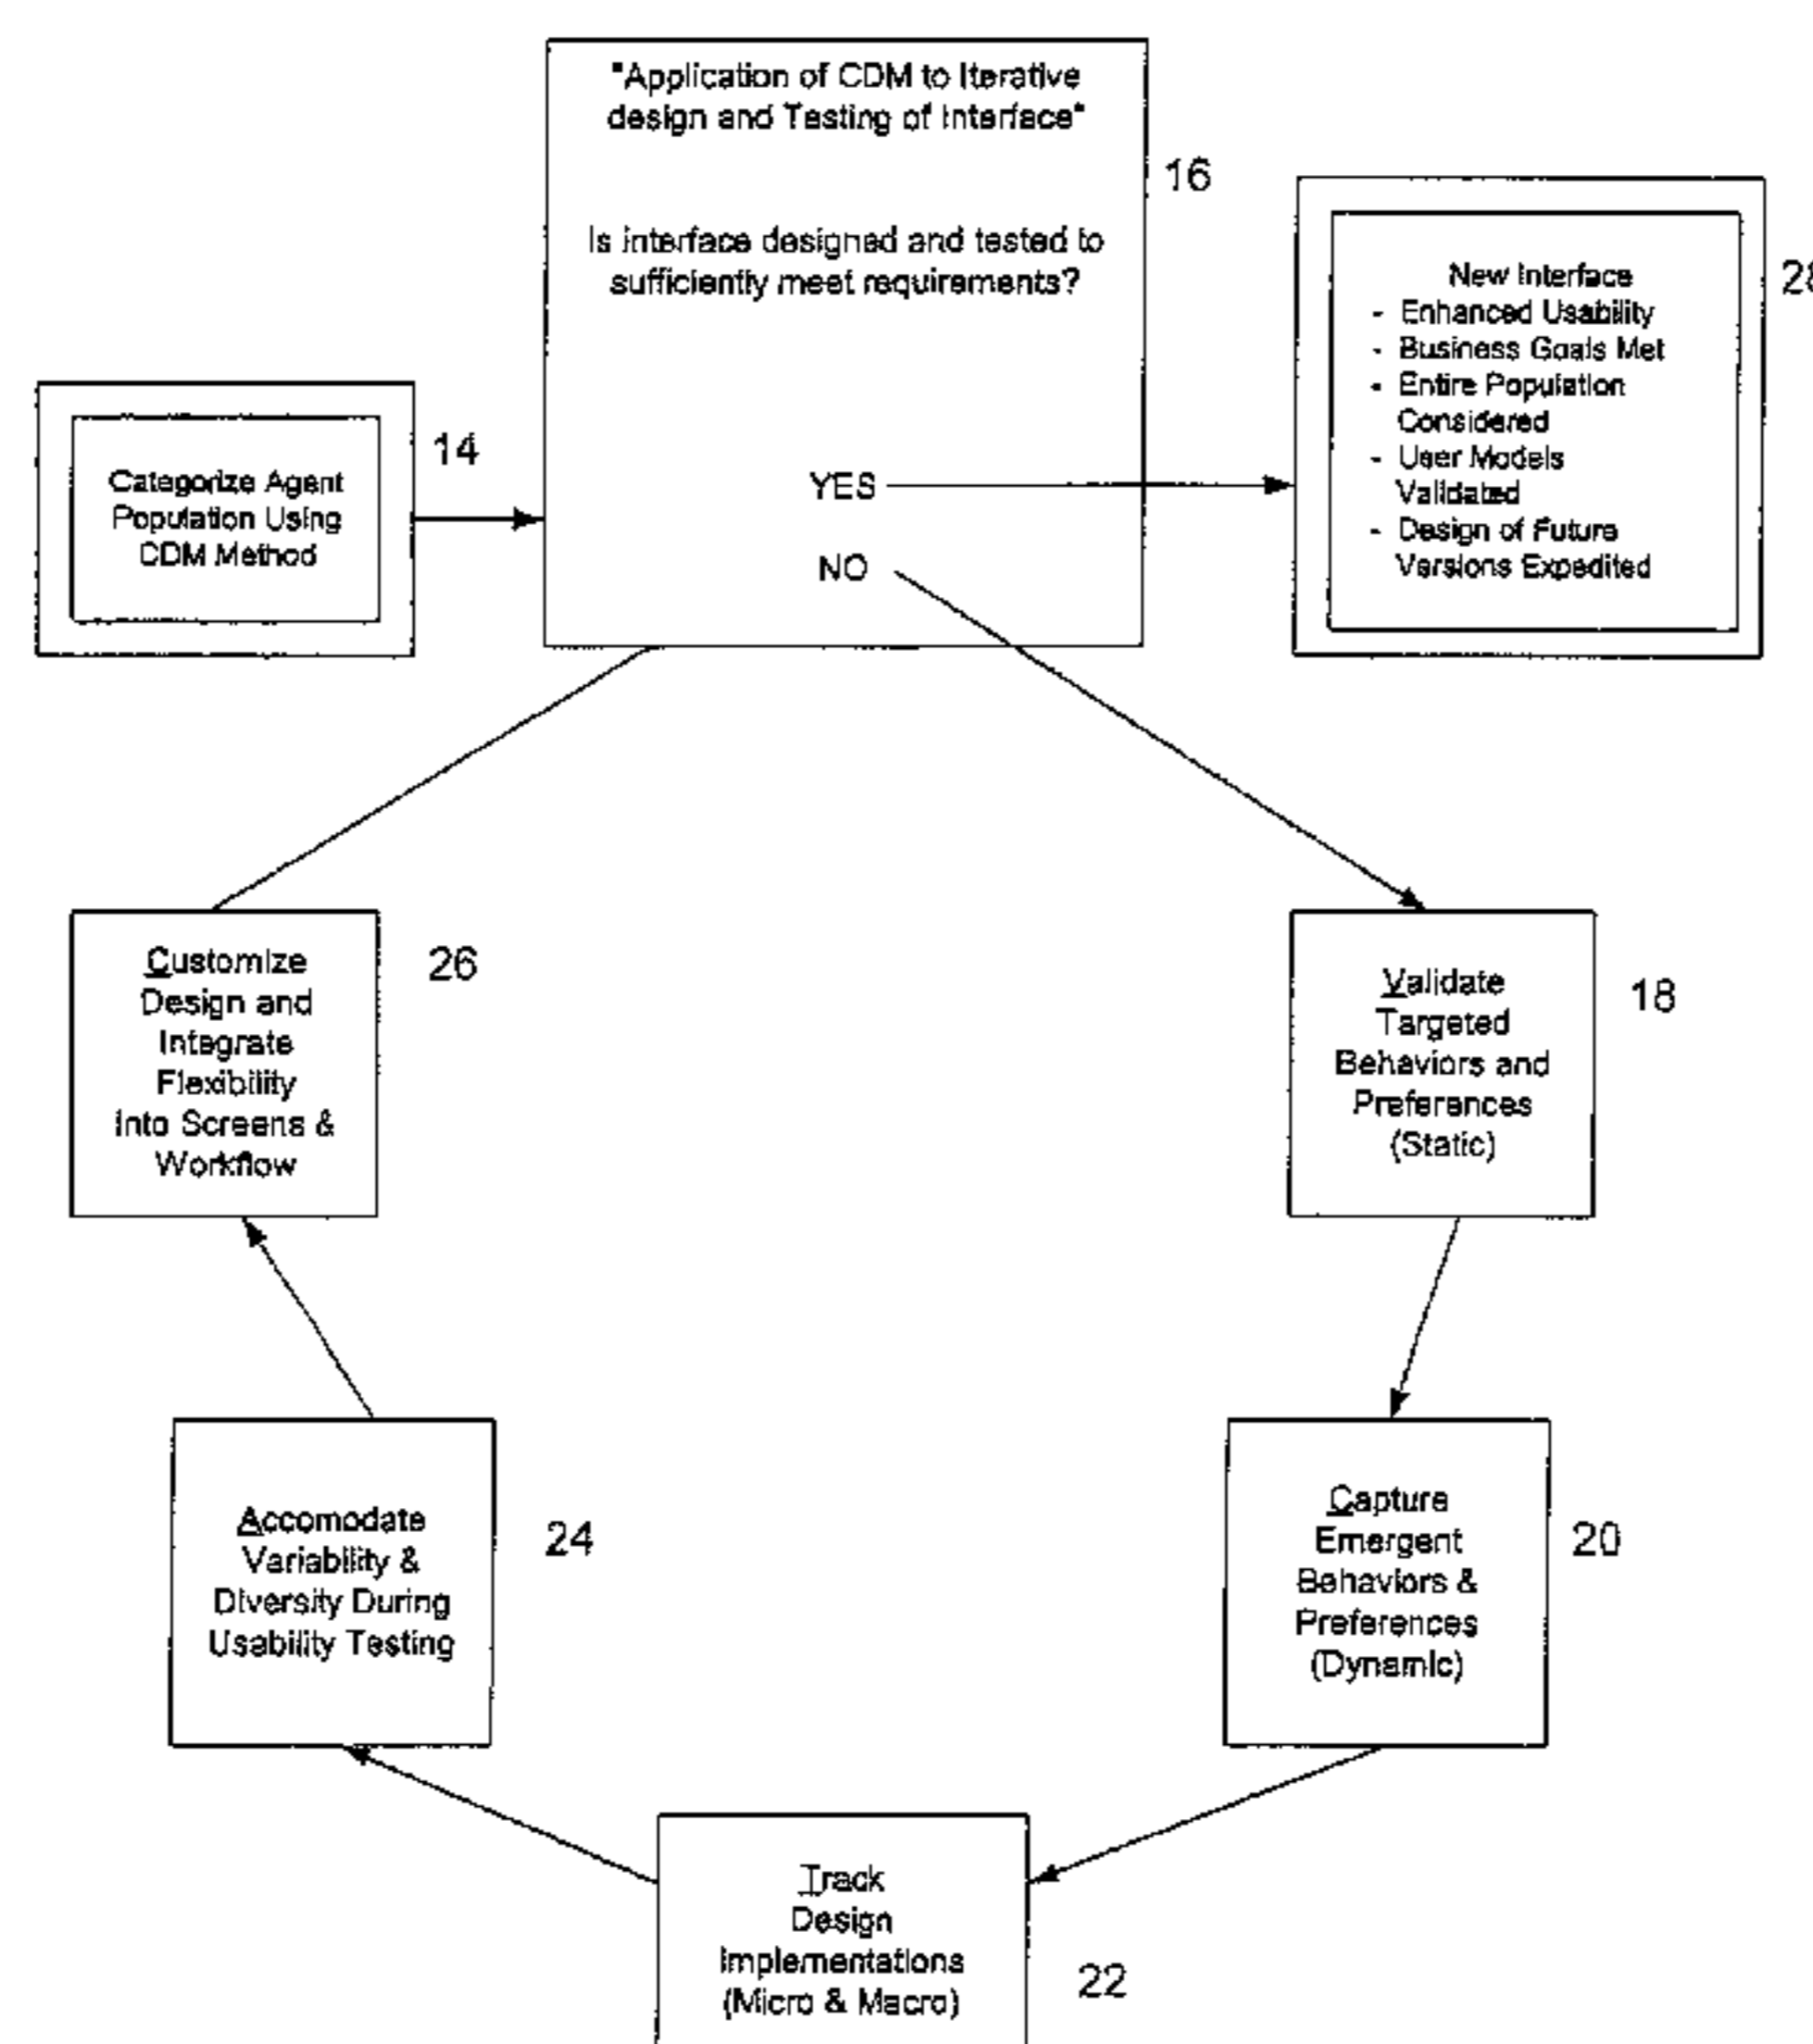 "Application of CDM to Iterative
design and Testing of Interface"
16
Is interface designed and tested to
sufficiently meet requirements?
YES
NO
14
Categorize Agent
Population Using
CDM Method
28
New Interface
- Enhanced Usability
- Business Goals Met
- Entire Population
Considered
- User Models
Validated
- Design of Future
Versions Expedited
18
Validate
Targeted
Behaviors and
Preferences
(Static)
20
Capture
Emergent
Behaviors &
Preferences
(Dynamic)
22
Track
Design
Implementations
(Micro & Macro)
24
Accomodate
Variability &
Diversity During
Usability Testing
26
Customize
Design and
Integrate
Flexibility
Into Screens &
Workflow